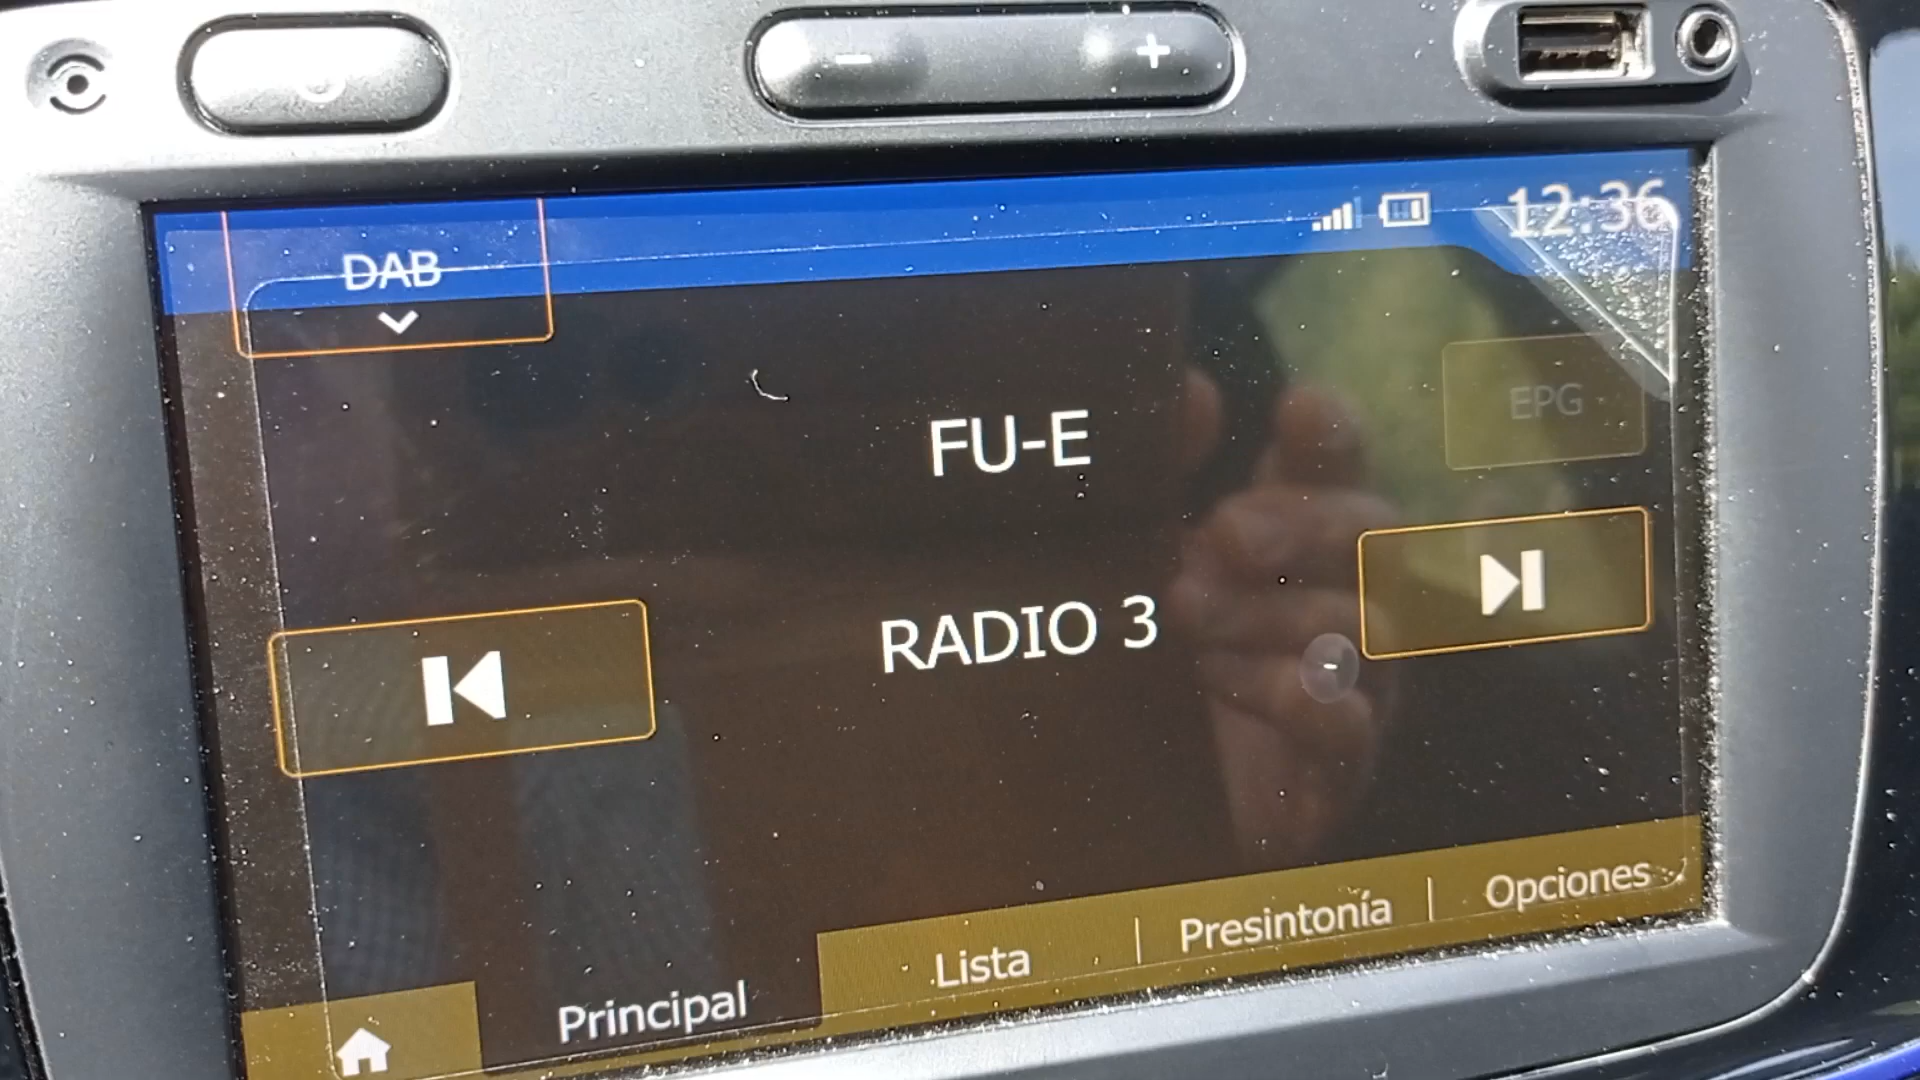 − +
12:36
DAB
EPG
FU-E
RADIO 3
Principal Lista Presintonía Opciones